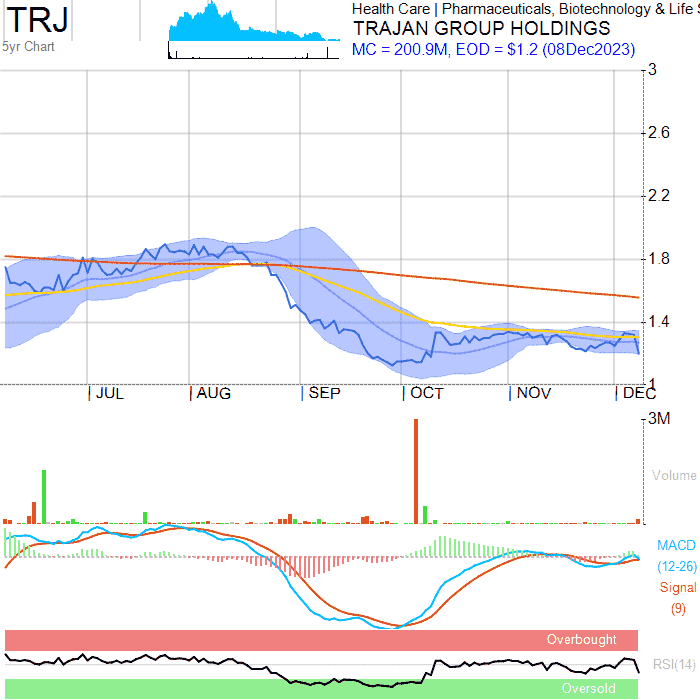 TRJ
5yr Chart
Health Care | Pharmaceuticals, Biotechnology & Life S
TRAJAN GROUP HOLDINGS
MC = 200.9M, EOD = $1.2 (08Dec2023)
3
2.6
2.2
1.8
1.4
1
JUL AUG SEP OCT NOV DEC
3M
Volume
MACD
(12-26)
Signal
(9)
Overbought
RSI(14)
Oversold